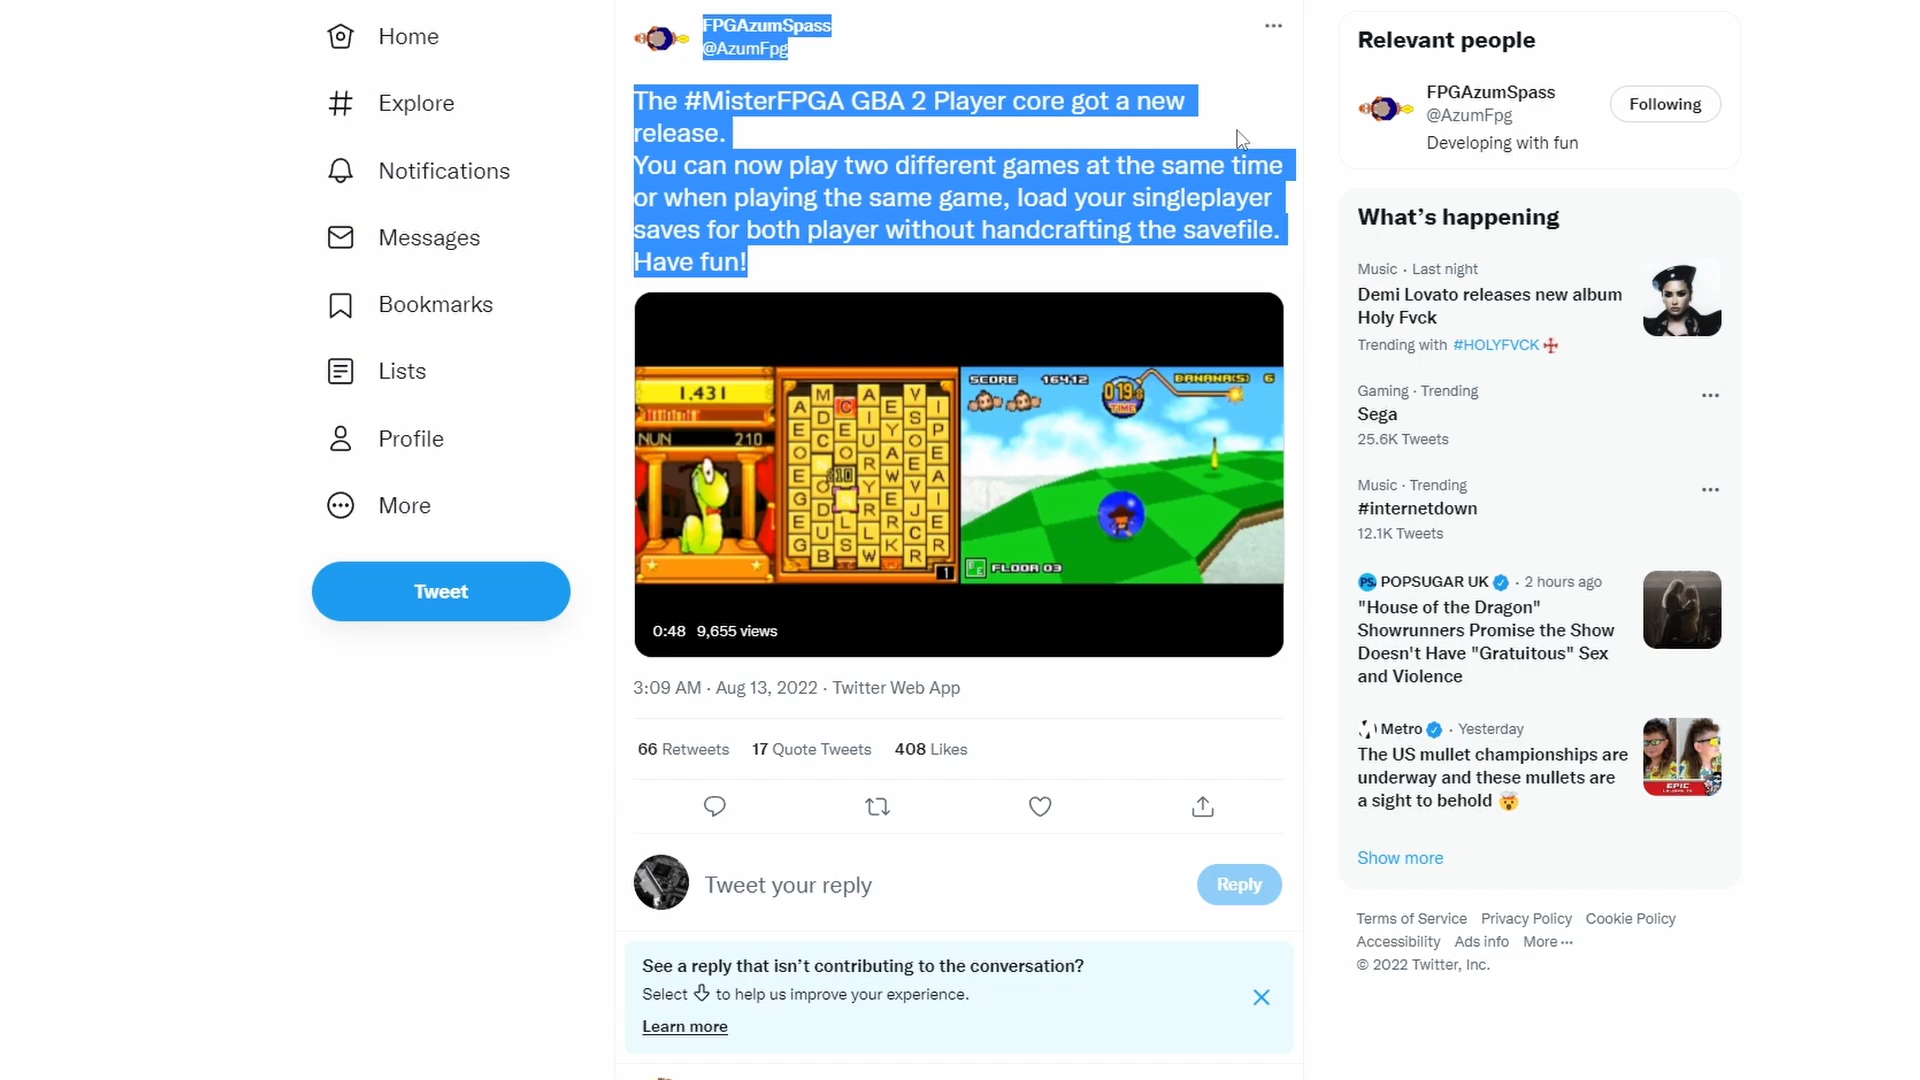 Home
Explore
Notifications
Messages
Bookmarks
Lists
Profile
More
Tweet
FPGAzumSpass
@AzumFpg
The #MisterFPGA GBA 2 Player core got a new
release.
You can now play two different games at the same time
or when playing the same game, load your singleplayer
saves for both player without handcrafting the savefile.
Have fun!
1,431
NUN 210
210
1
SCORE 16412
019
TIME
BANANA(S) 6
FLOOR 03
0:48 9,655 views
3:09 AM · Aug 13, 2022 · Twitter Web App
66 Retweets 17 Quote Tweets 408 Likes
Tweet your reply
Reply
See a reply that isn’t contributing to the conversation?
Select to help us improve your experience.
Learn more
Relevant people
FPGAzumSpass
@AzumFpg
Developing with fun
Following
What’s happening
Music · Last night
Demi Lovato releases new album
Holy Fvck
Trending with #HOLYFVCK
Gaming · Trending
Sega
25.6K Tweets
Music · Trending
#internetdown
12.1K Tweets
PS POPSUGAR UK · 2 hours ago
"House of the Dragon"
Showrunners Promise the Show
Doesn't Have "Gratuitous" Sex
and Violence
Metro · Yesterday
The US mullet championships are
underway and these mullets are
a sight to behold 🤯
EPIC
Show more
Terms of Service Privacy Policy Cookie Policy
Accessibility Ads info More ···
© 2022 Twitter, Inc.